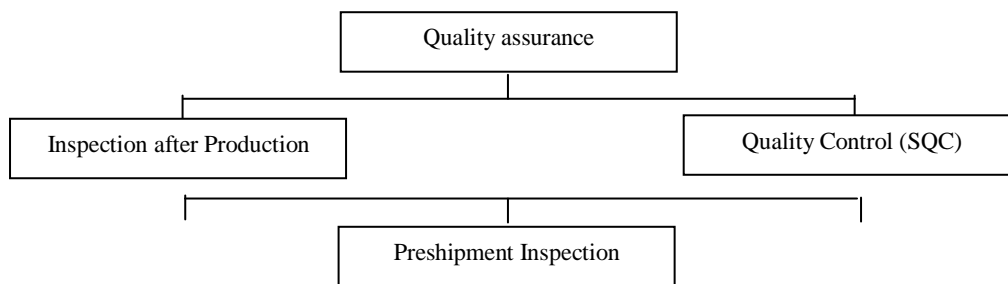 Quality assurance
Inspection after Production
Quality Control (SQC)
Preshipment Inspection